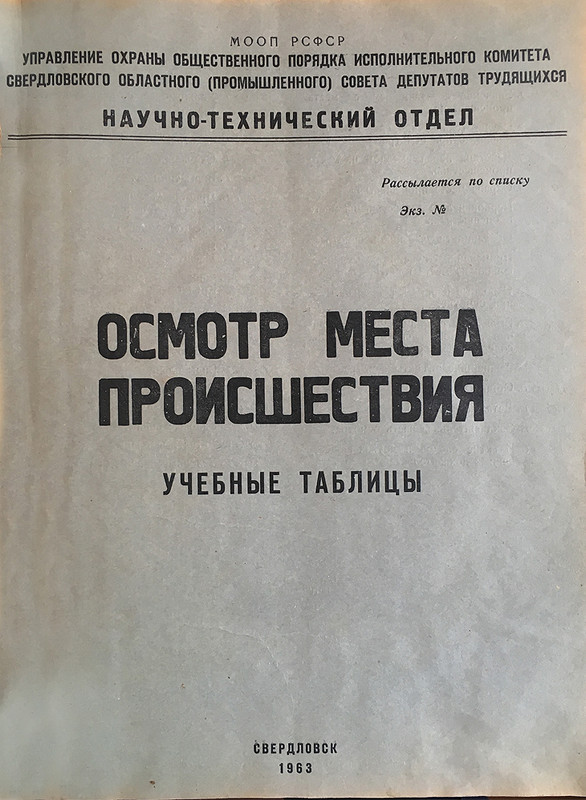 МООП РСФСР
УПРАВЛЕНИЕ ОХРАНЫ ОБЩЕСТВЕННОГО ПОРЯДКА ИСПОЛНИТЕЛЬНОГО КОМИТЕТА
СВЕРДЛОВСКОГО ОБЛАСТНОГО (ПРОМЫШЛЕННОГО) СОВЕТА ДЕПУТАТОВ ТРУДЯЩИХСЯ
НАУЧНО-ТЕХНИЧЕСКИЙ ОТДЕЛ
Рассылается по списку
Экз. №
ОСМОТР МЕСТА
ПРОИСШЕСТВИЯ
УЧЕБНЫЕ ТАБЛИЦЫ
СВЕРДЛОВСК
1963